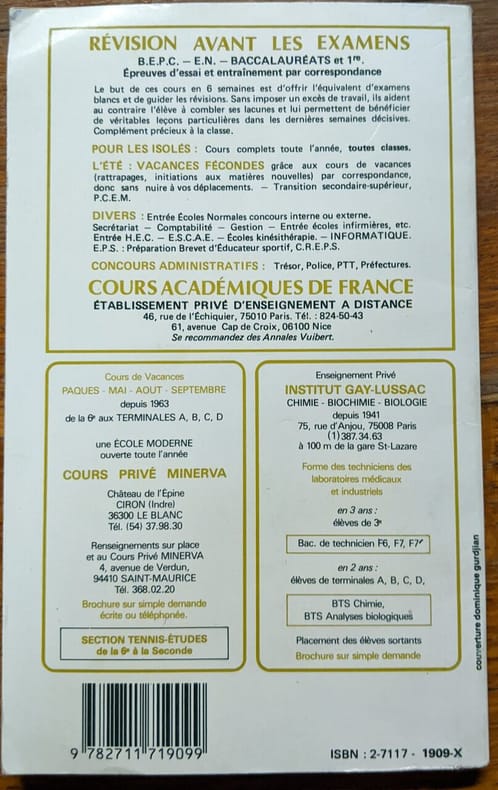 RÉVISION AVANT LES EXAMENS
B.E.P.C. — E.N. — BACCALAURÉATS et 1re.
Épreuves d'essai et entraînement par correspondance
Le but de ces cours en 6 semaines est d'offrir l'équivalent d'examens
blancs et de guider les révisions. Sans imposer un excès de travail, ils aident
au contraire l'élève à combler ses lacunes et lui permettent de bénéficier
de véritables leçons particulières dans les dernières semaines décisives.
Complément précieux à la classe.
POUR LES ISOLÉS : Cours complets toute l'année, toutes classes.
L'ÉTÉ : VACANCES FÉCONDES grâce aux cours de vacances
(rattrapages, initiations aux matières nouvelles) par correspondance,
donc sans nuire à vos déplacements. — Transition secondaire-supérieur,
P.C.E.M.
DIVERS : Entrée Écoles Normales concours interne ou externe.
Secrétariat — Comptabilité — Gestion — Entrée écoles infirmières, etc.
Entrée H.E.C. — E.S.C.A.E. — Écoles kinésithérapie. — INFORMATIQUE.
E.P.S. : Préparation Brevet d'Éducateur sportif, C.R.E.P.S.
CONCOURS ADMINISTRATIFS : Trésor, Police, PTT, Préfectures.
COURS ACADÉMIQUES DE FRANCE
ÉTABLISSEMENT PRIVÉ D'ENSEIGNEMENT A DISTANCE
46, rue de l'Échiquier, 75010 Paris. Tél. : 824-50-43
61, avenue Cap de Croix, 06100 Nice
Se recommandez des Annales Vuibert.
Cours de Vacances
PAQUES - MAI - AOUT - SEPTEMBRE
depuis 1963
de la 6e aux TERMINALES A, B, C, D
une ÉCOLE MODERNE
ouverte toute l'année
COURS PRIVÉ MINERVA
Château de l'Épine
CIRON (Indre)
36300 LE BLANC
Tél. (54) 37.98.30
Renseignements sur place
et au Cours Privé MINERVA
4, avenue de Verdun,
94410 SAINT-MAURICE
Tél. 368.02.20
Brochure sur simple demande
écrite ou téléphonée.
SECTION TENNIS-ÉTUDES
de la 6e à la Seconde
Enseignement Privé
INSTITUT GAY-LUSSAC
CHIMIE - BIOCHIMIE - BIOLOGIE
depuis 1941
75, rue d'Anjou, 75008 Paris
(1) 387.34.63
à 100 m de la gare St-Lazare
Forme des techniciens des
laboratoires médicaux
et industriels
en 3 ans :
élèves de 3e
Bac. de technicien F6, F7, F7'
en 2 ans :
élèves de terminales A, B, C, D,
BTS Chimie,
BTS Analyses biologiques
Placement des élèves sortants
Brochure sur simple demande
couverture dominique gurdjian
9 782711 719099
ISBN : 2-7117 - 1909-X